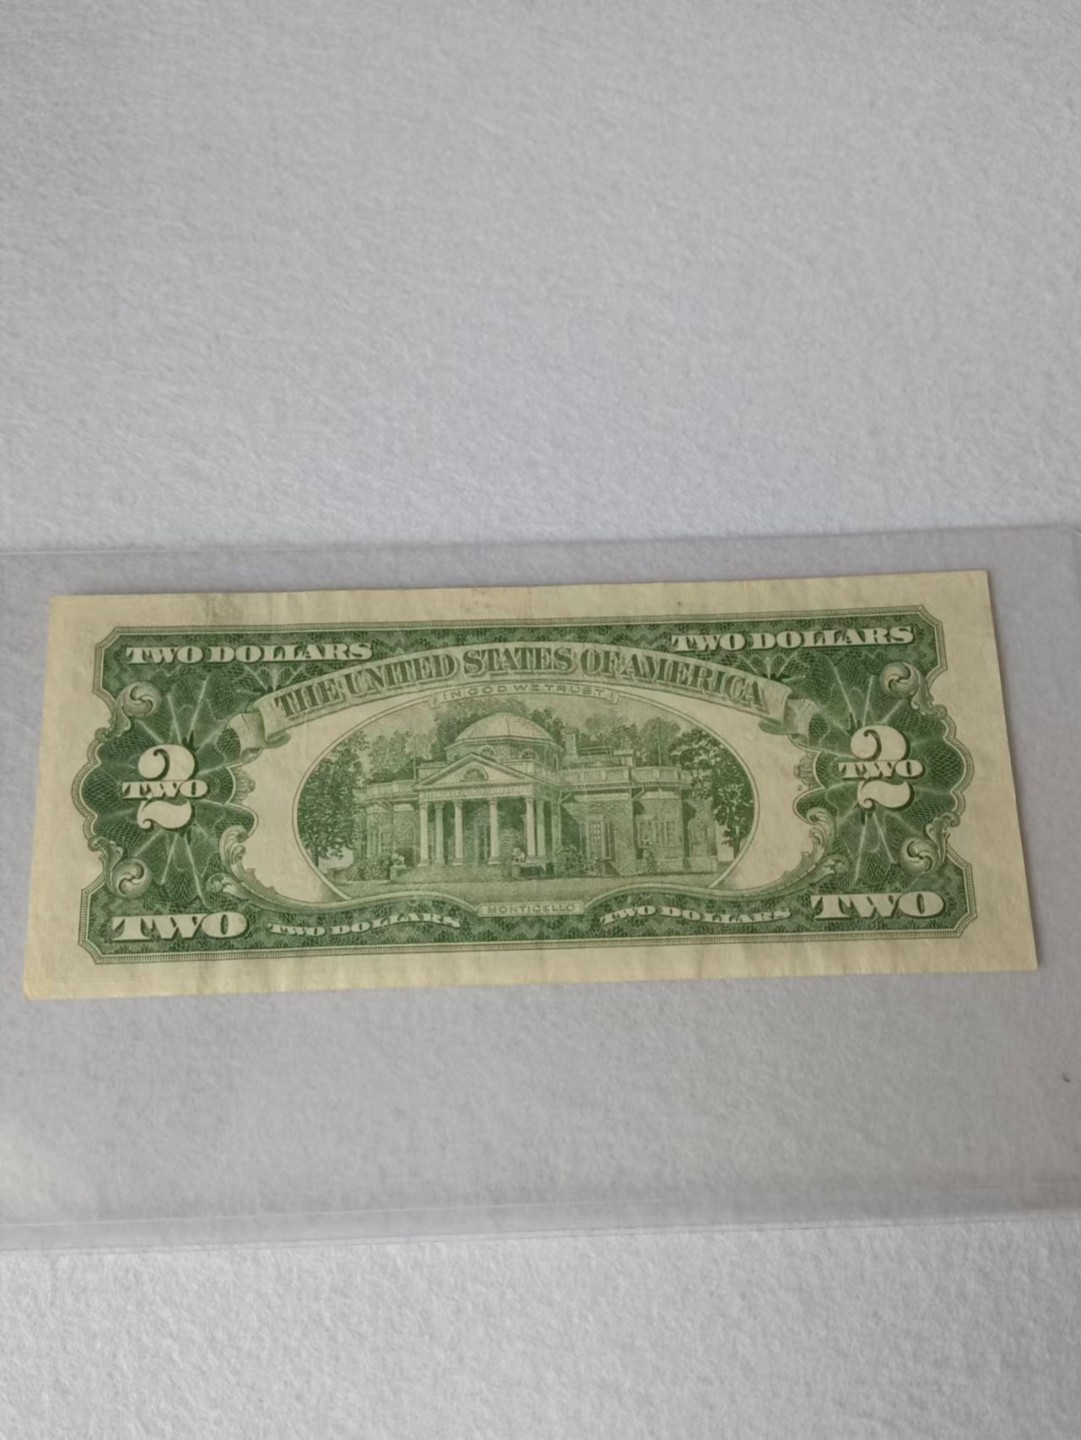 TWO DOLLARS
TWO DOLLARS
THE UNITED STATES OF AMERICA
IN GOD WE TRUST
2
TWO
2
TWO
MONTICELLO
TWO
TWO DOLLARS
TWO DOLLARS
TWO